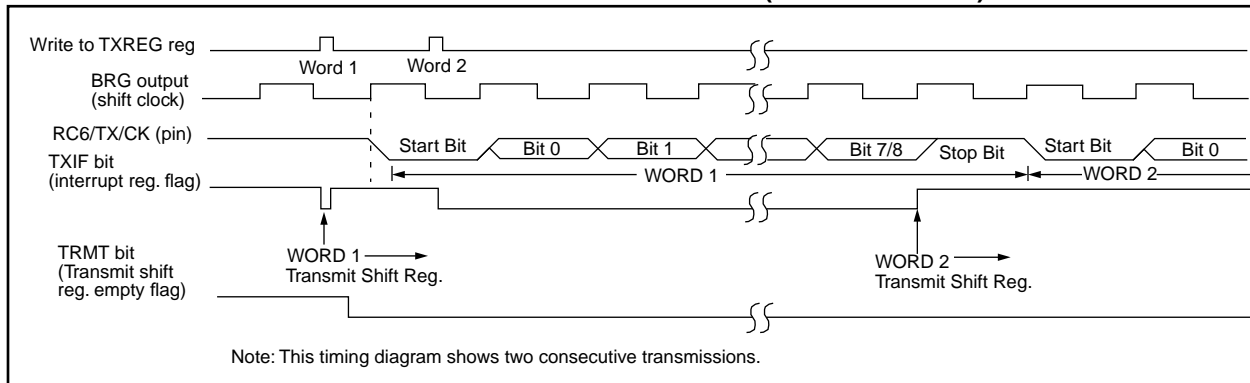 Write to TXREG reg
Word 1
Word 2
BRG output
(shift clock)
RC6/TX/CK (pin)
Start Bit
Bit 0
Bit 1
Bit 7/8
Stop Bit
Start Bit
Bit 0
TXIF bit
(interrupt reg. flag)
WORD 1
WORD 2
TRMT bit
(Transmit shift
reg. empty flag)
WORD 1
Transmit Shift Reg.
WORD 2
Transmit Shift Reg.
Note: This timing diagram shows two consecutive transmissions.